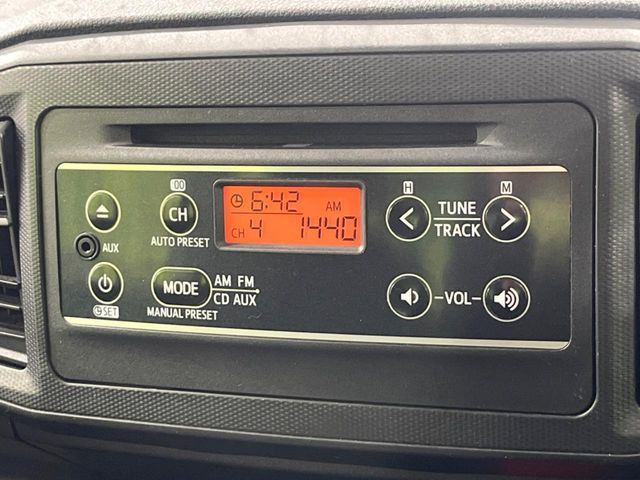 :00
H
M
6:42
AM
CH 4 1440
CH
AUTO PRESET
TUNE
TRACK
AUX
MODE
AM FM
CD AUX
MANUAL PRESET
SET
VOL